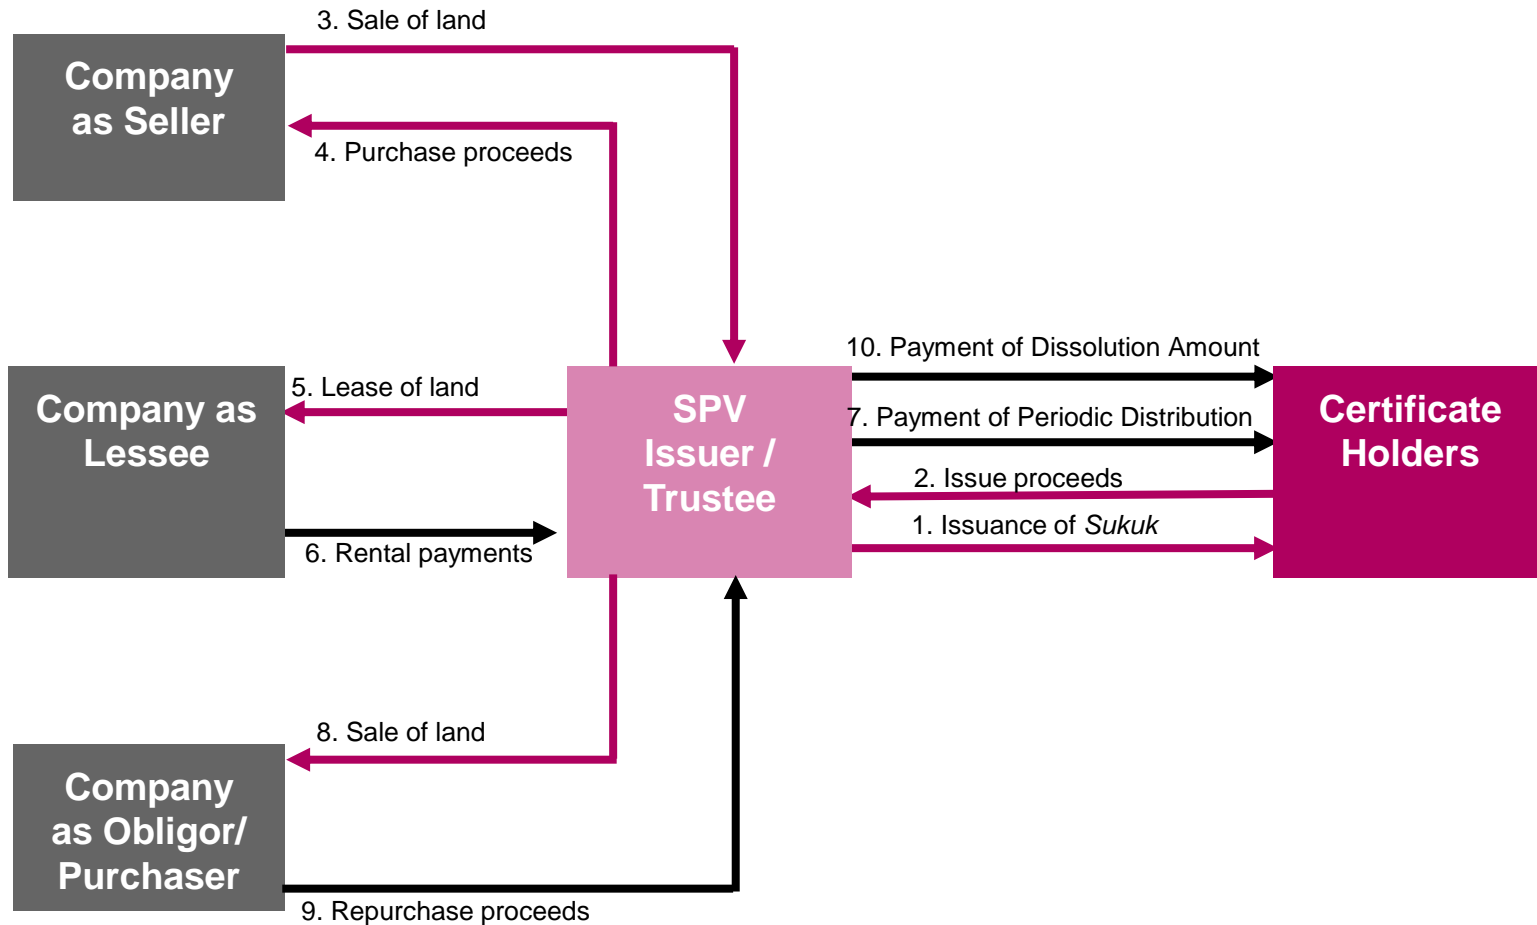 3. Sale of land
Company
as Seller
4. Purchase proceeds
10. Payment of Dissolution Amount
5. Lease of land
Company as
Lessee
SPV
Issuer /
Trustee
7. Payment of Periodic Distribution
Certificate
Holders
2. Issue proceeds
1. Issuance of Sukuk
6. Rental payments
8. Sale of land
Company
as Obligor/
Purchaser
9. Repurchase proceeds